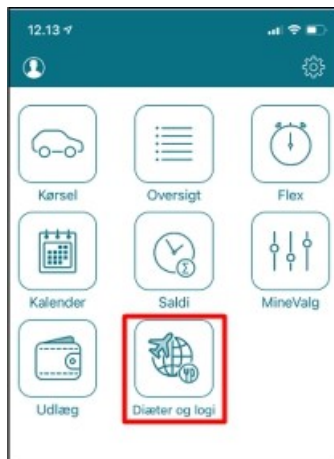 12.13
Kørsel Oversigt Flex
Kalender Saldi MineValg
Udlæg Diæter og logi